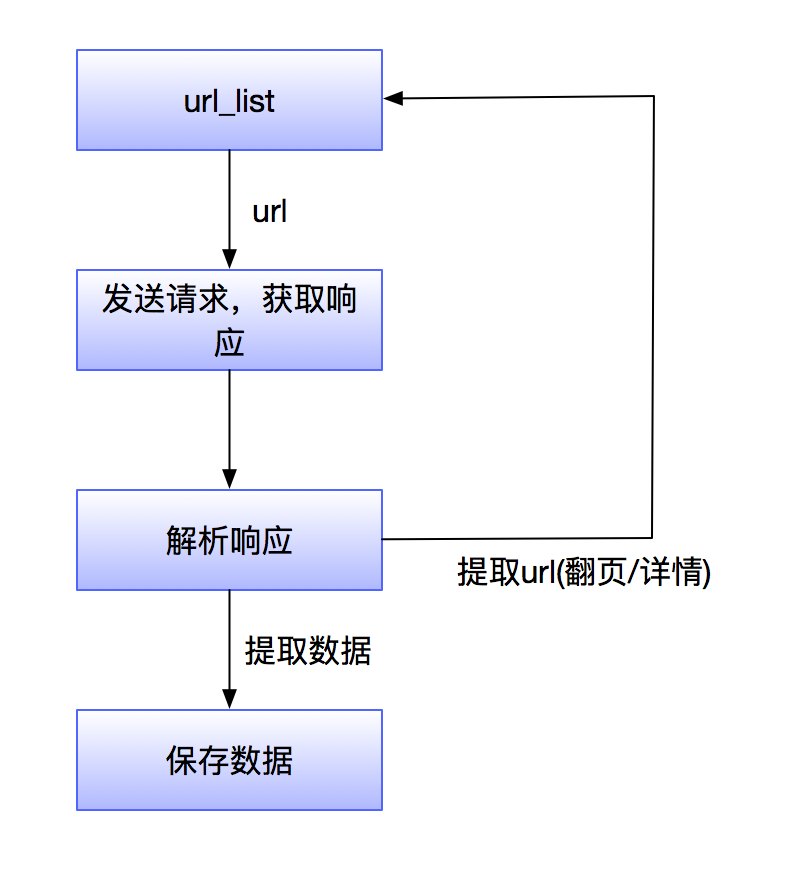 url_list
url
发送请求，获取响
应
解析响应
提取url(翻页/详情)
提取数据
保存数据